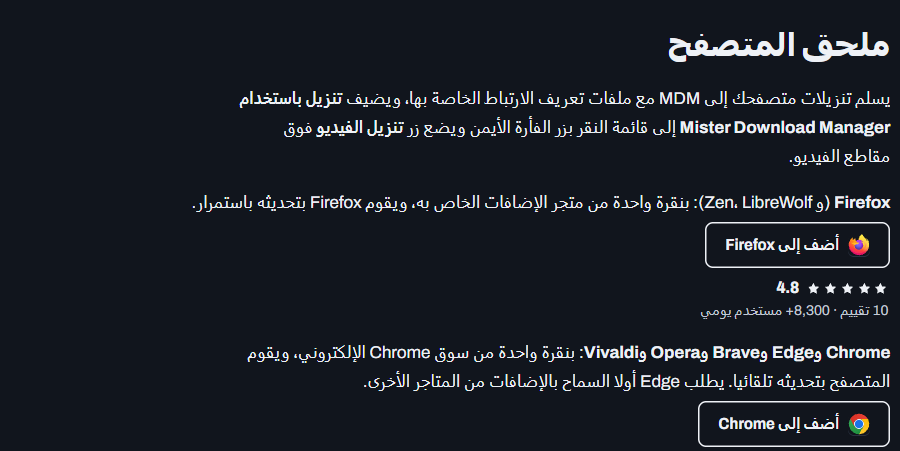 ملحق المتصفح
يسلم تنزيلات متصفحك إلى MDM مع ملفات تعريف الارتباط الخاصة بها، ويضيف تنزيل باستخدام
Mister Download Manager إلى قائمة النقر بزر الفأرة الأيمن ويضع زر تنزيل الفيديو فوق
مقاطع الفيديو.
Firefox (و Zen، LibreWolf): بنقرة واحدة من متجر الإضافات الخاص به، ويقوم Firefox بتحديثه باستمرار.
أضف إلى Firefox
★ ★ ★ ★ ★ 4.8
10 تقييم · 8,300+ مستخدم يومي
Chrome وEdge وBrave وOpera وVivaldi: بنقرة واحدة من سوق Chrome الإلكتروني، ويقوم
المتصفح بتحديثه تلقائيا. يطلب Edge أولا السماح بالإضافات من المتاجر الأخرى.
أضف إلى Chrome